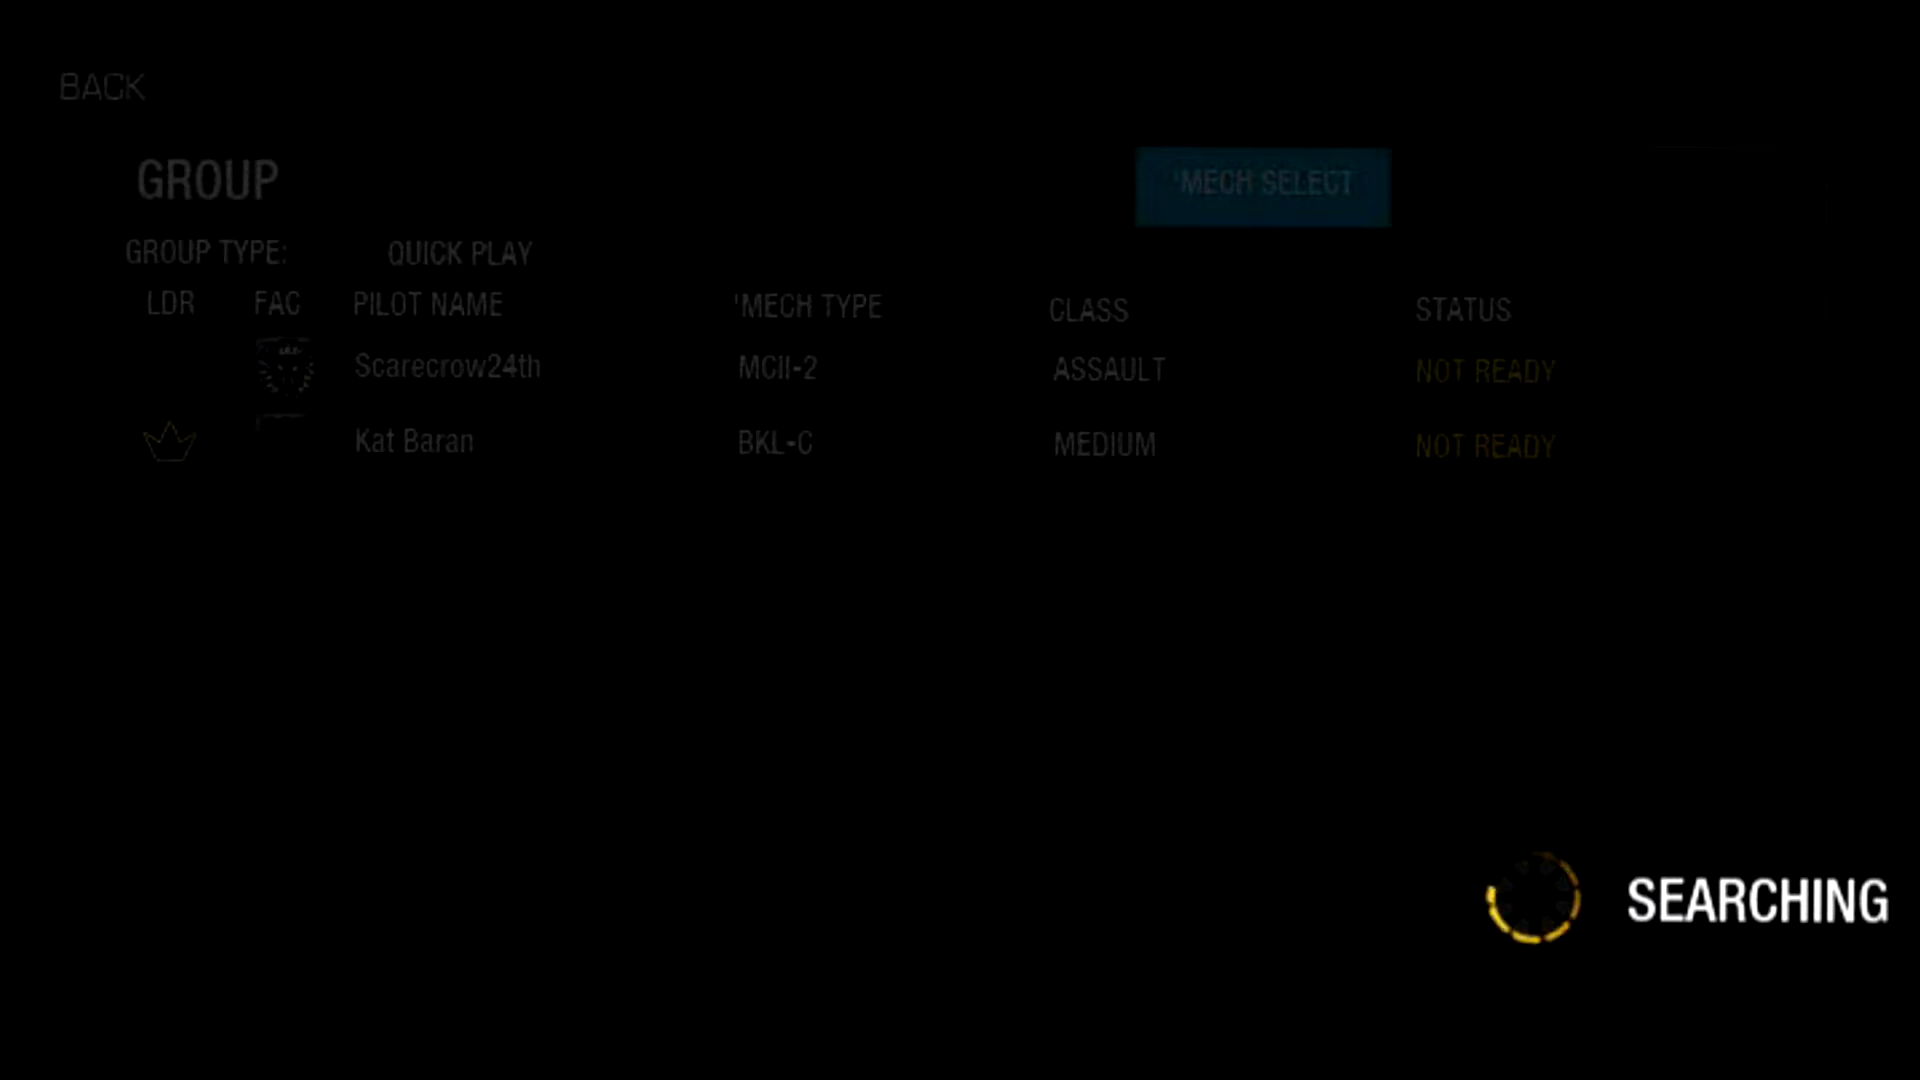 BACK
GROUP
'MECH SELECT
GROUP TYPE: QUICK PLAY
LDR FAC PILOT NAME 'MECH TYPE CLASS STATUS
Scarecrow24th MCII-2 ASSAULT NOT READY
Kat Baran BKL-C MEDIUM NOT READY
SEARCHING